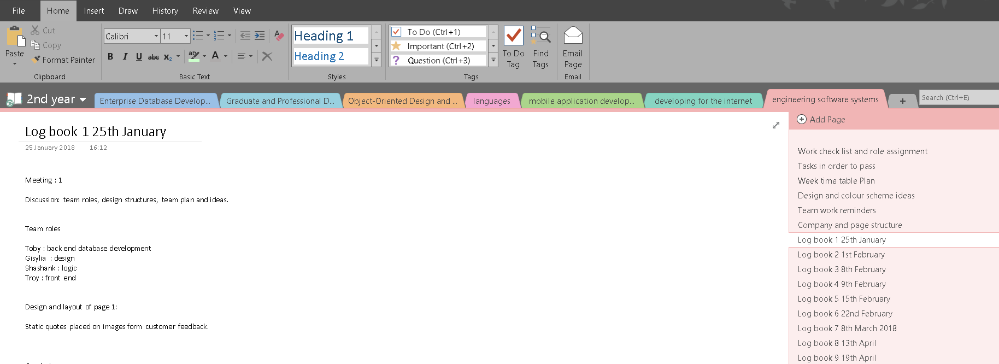 File Home Insert Draw History Review View
Paste
Cut
Copy
Format Painter
Clipboard
Calibri 11
B I U abc x₂ ab A
Basic Text
Heading 1
Heading 2
Styles
To Do (Ctrl+1)
Important (Ctrl+2)
? Question (Ctrl+3)
Tags
To Do Tag
Find Tags
Email Page
Email
2nd year
Enterprise Database Develop...
Graduate and Professional D...
Object-Oriented Design and ...
languages
mobile application develop...
developing for the internet
engineering software systems
+
Search (Ctrl+E)
Log book 1 25th January
25 January 2018 16:12
Meeting : 1
Discussion: team roles, design structures, team plan and ideas.
Team roles
Toby : back end database development
Gisylia : design
Shashank : logic
Troy : front end
Design and layout of page 1:
Static quotes placed on images form customer feedback.
Add Page
Work check list and role assignment
Tasks in order to pass
Week time table Plan
Design and colour scheme ideas
Team work reminders
Company and page structure
Log book 1 25th January
Log book 2 1st February
Log book 3 8th February
Log book 4 9th February
Log book 5 15th February
Log book 6 22nd February
Log book 7 8th March 2018
Log book 8 13th April
Log book 9 19th April